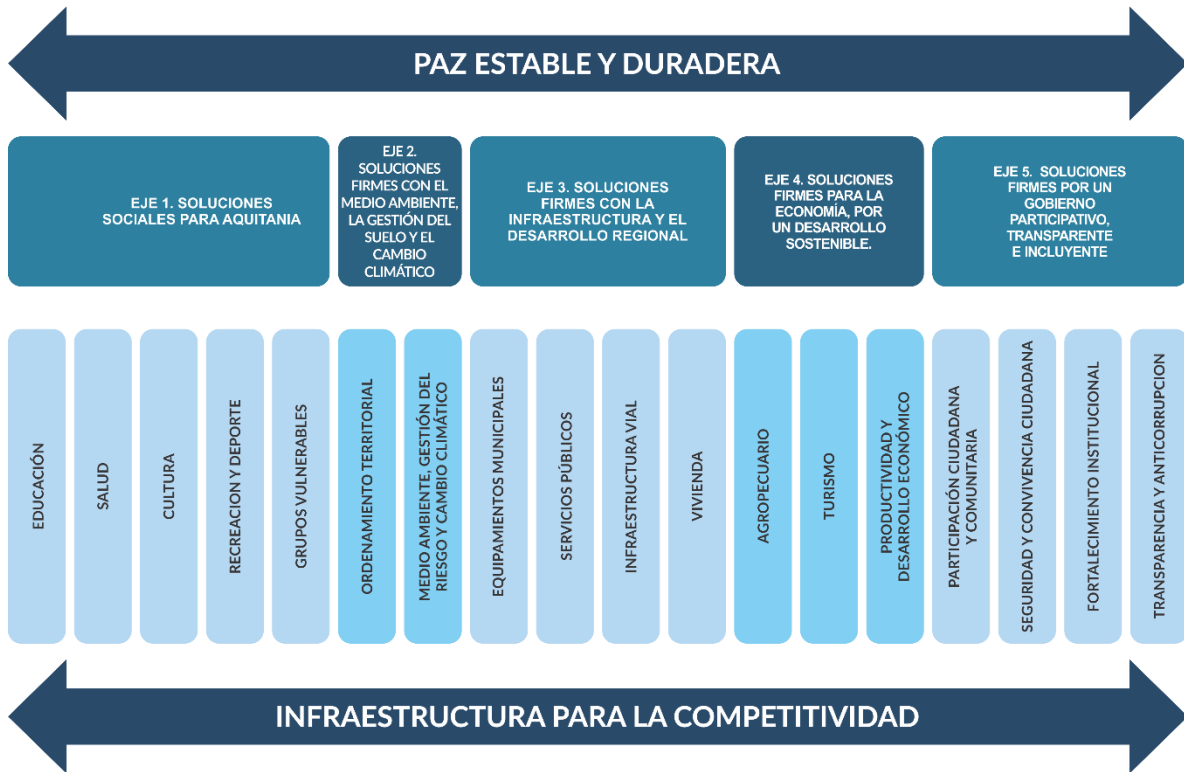 PAZ ESTABLE Y DURADERA
EJE 1. SOLUCIONES
SOCIALES PARA AQUITANIA
EJE 2.
SOLUCIONES
FIRMES CON EL
MEDIO AMBIENTE,
LA GESTIÓN DEL
SUELO Y EL
CAMBIO
CLIMÁTICO
EJE 3. SOLUCIONES
FIRMES CON LA
INFRAESTRUCTURA Y EL
DESARROLLO REGIONAL
EJE 4. SOLUCIONES
FIRMES PARA LA
ECONOMÍA, POR
UN DESARROLLO
SOSTENIBLE.
EJE 5. SOLUCIONES
FIRMES POR UN
GOBIERNO
PARTICIPATIVO,
TRANSPARENTE
E INCLUYENTE
EDUCACIÓN
SALUD
CULTURA
RECREACION Y DEPORTE
GRUPOS VULNERABLES
ORDENAMIENTO TERRITORIAL
MEDIO AMBIENTE, GESTIÓN DEL
RIESGO Y CAMBIO CLIMÁTICO
EQUIPAMIENTOS MUNICIPALES
SERVICIOS PÚBLICOS
INFRAESTRUCTURA VIAL
VIVIENDA
AGROPECUARIO
TURISMO
PRODUCTIVIDAD Y
DESARROLLO ECONÓMICO
PARTICIPACIÓN CIUDADANA
Y COMUNITARIA
SEGURIDAD Y CONVIVENCIA CIUDADANA
FORTALECIMIENTO INSTITUCIONAL
TRANSPARENCIA Y ANTICORRUPCION
INFRAESTRUCTURA PARA LA COMPETITIVIDAD